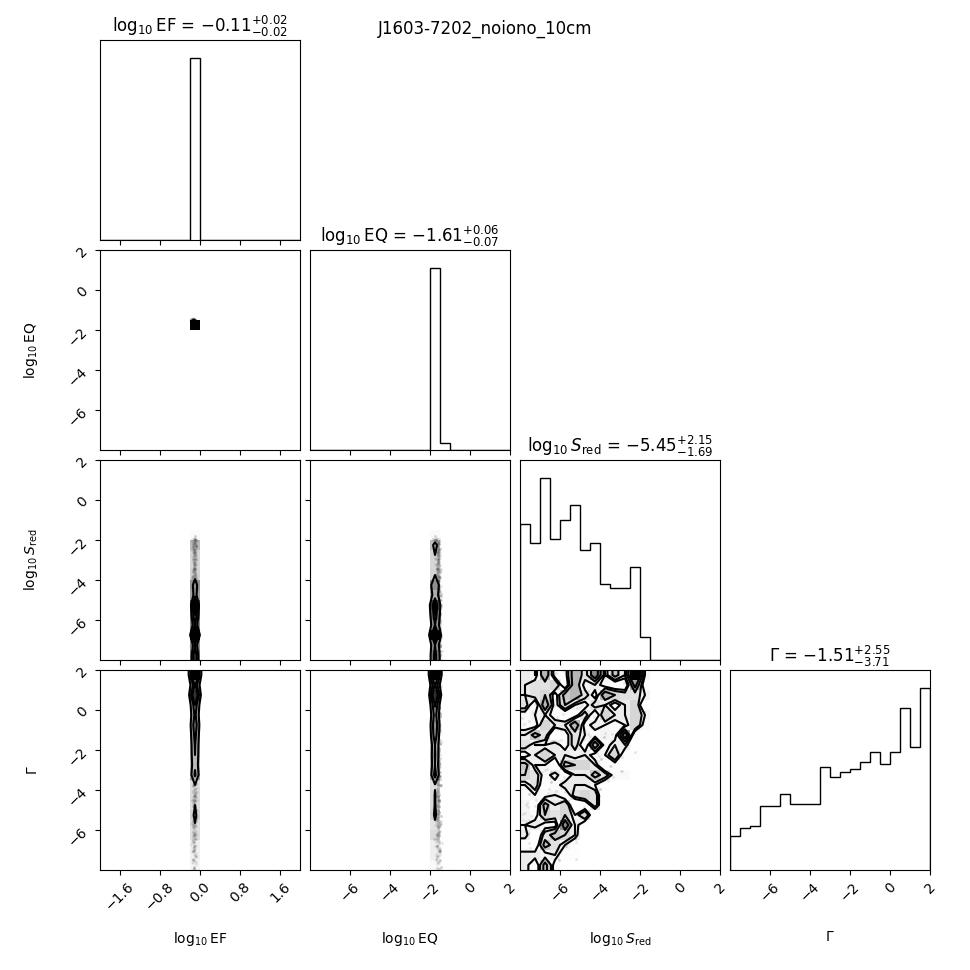 log₁₀ EF = −0.11 +0.02 −0.02
J1603-7202_noiono_10cm
log₁₀ EQ = −1.61 +0.06 −0.07
2
0
−2
−4
−6
log₁₀ EQ
log₁₀ S_red = −5.45 +2.15 −1.69
2
0
−2
−4
−6
log₁₀ S_red
Γ = −1.51 +2.55 −3.71
2
0
−2
−4
−6
Γ
−1.6 −0.8 0.0 0.8 1.6
−6 −4 −2 0 2
−6 −4 −2 0 2
−6 −4 −2 0 2
log₁₀ EF
log₁₀ EQ
log₁₀ S_red
Γ